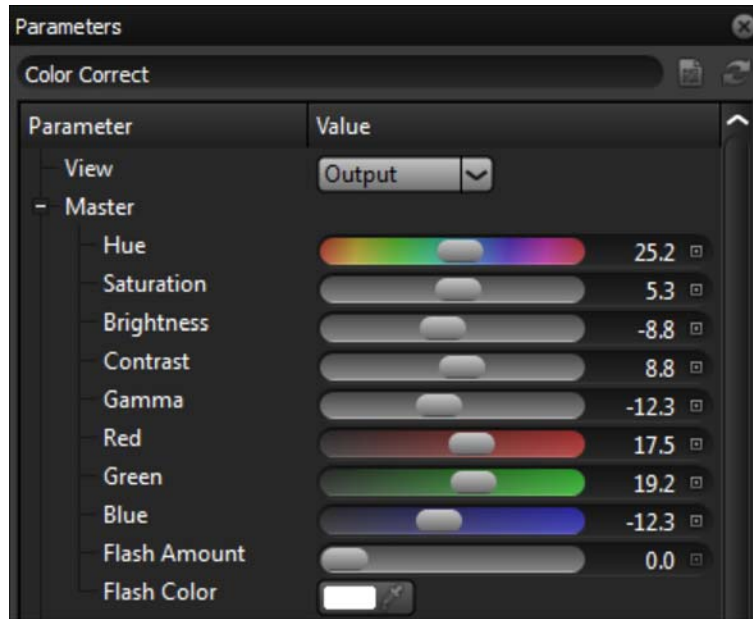 Parameters
Color Correct
Parameter Value
View Output
Master
Hue 25.2
Saturation 5.3
Brightness -8.8
Contrast 8.8
Gamma -12.3
Red 17.5
Green 19.2
Blue -12.3
Flash Amount 0.0
Flash Color